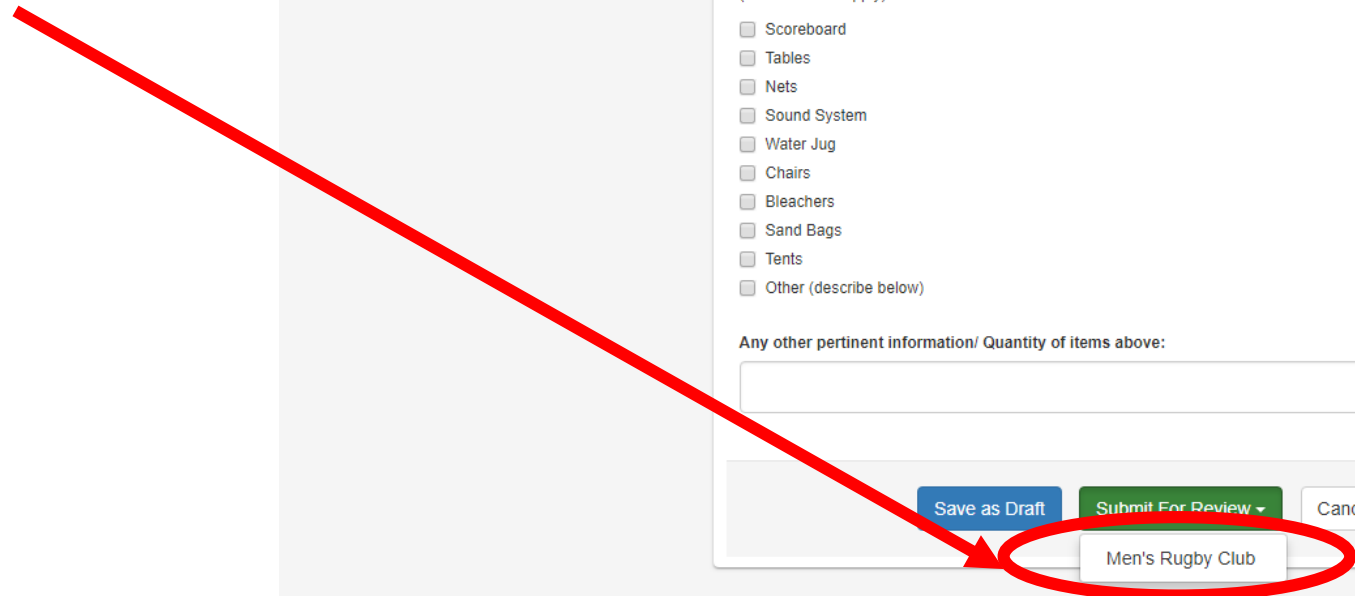 Scoreboard
Tables
Nets
Sound System
Water Jug
Chairs
Bleachers
Sand Bags
Tents
Other (describe below)
Any other pertinent information/ Quantity of items above:
Save as Draft Submit For Review
Men's Rugby Club